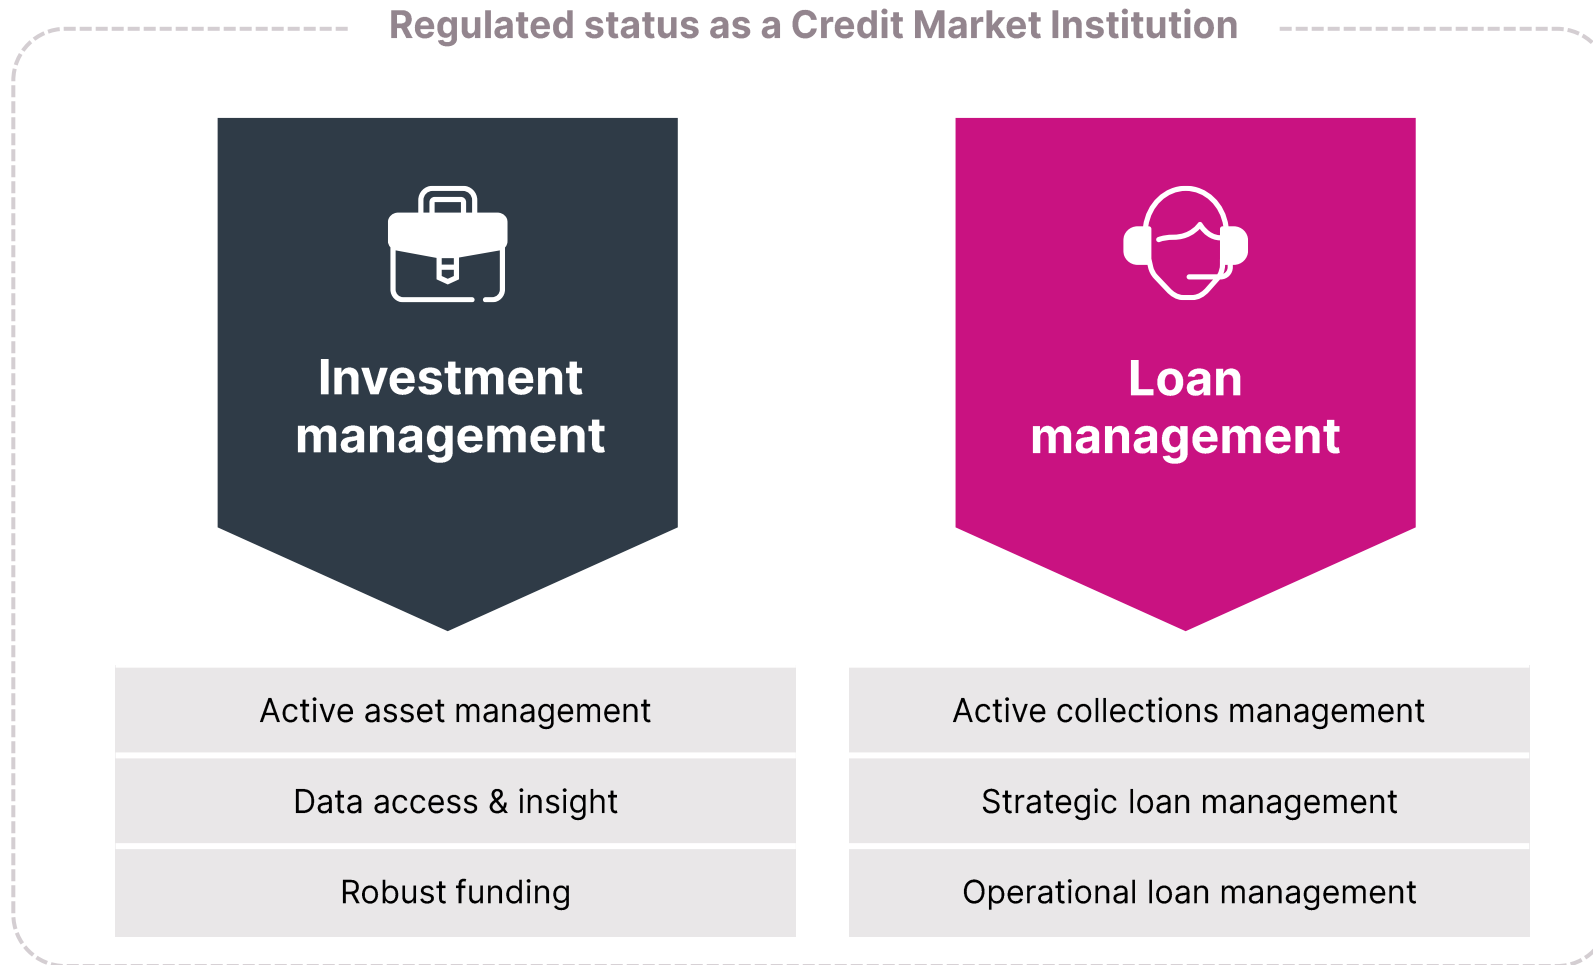 Regulated status as a Credit Market Institution
Investment
management
Active asset management
Data access & insight
Robust funding
Loan
management
Active collections management
Strategic loan management
Operational loan management